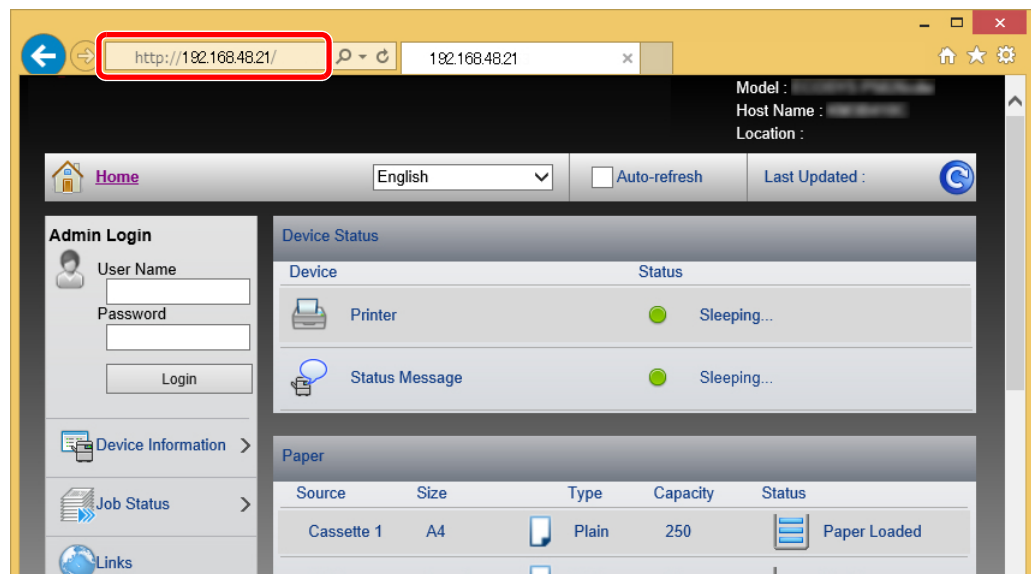 http://192.168.48.21/
192.168.48.21
Model :
Host Name :
Location :
Home
English
Auto-refresh
Last Updated :
Admin Login
User Name
Password
Login
Device Information
Job Status
Links
Device Status
Device Status
Printer Sleeping...
Status Message Sleeping...
Paper
Source Size Type Capacity Status
Cassette 1 A4 Plain 250 Paper Loaded